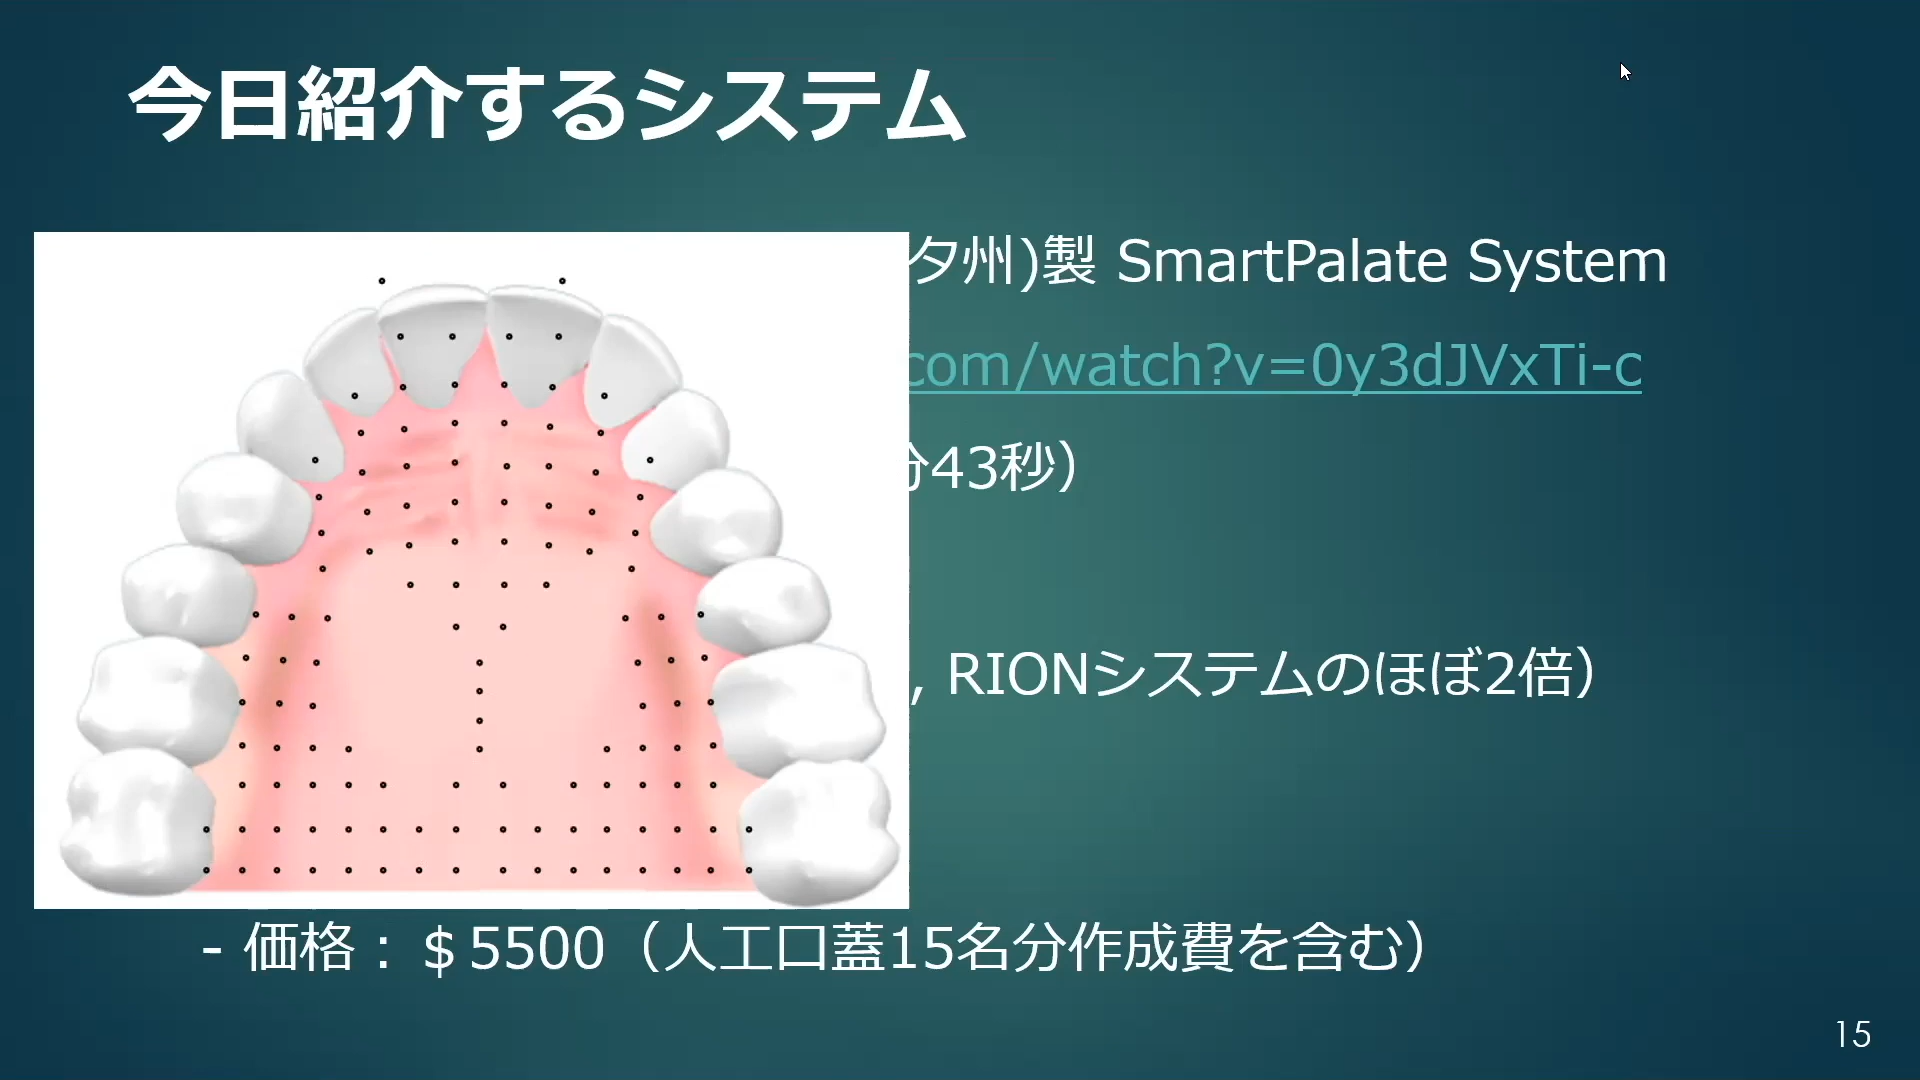 今日紹介するシステム
タ州)製 SmartPalate System
com/watch?v=0y3dJVxTi-c
分43秒）
, RIONシステムのほぼ2倍）
- 価格：＄5500（人工口蓋15名分作成費を含む）
15